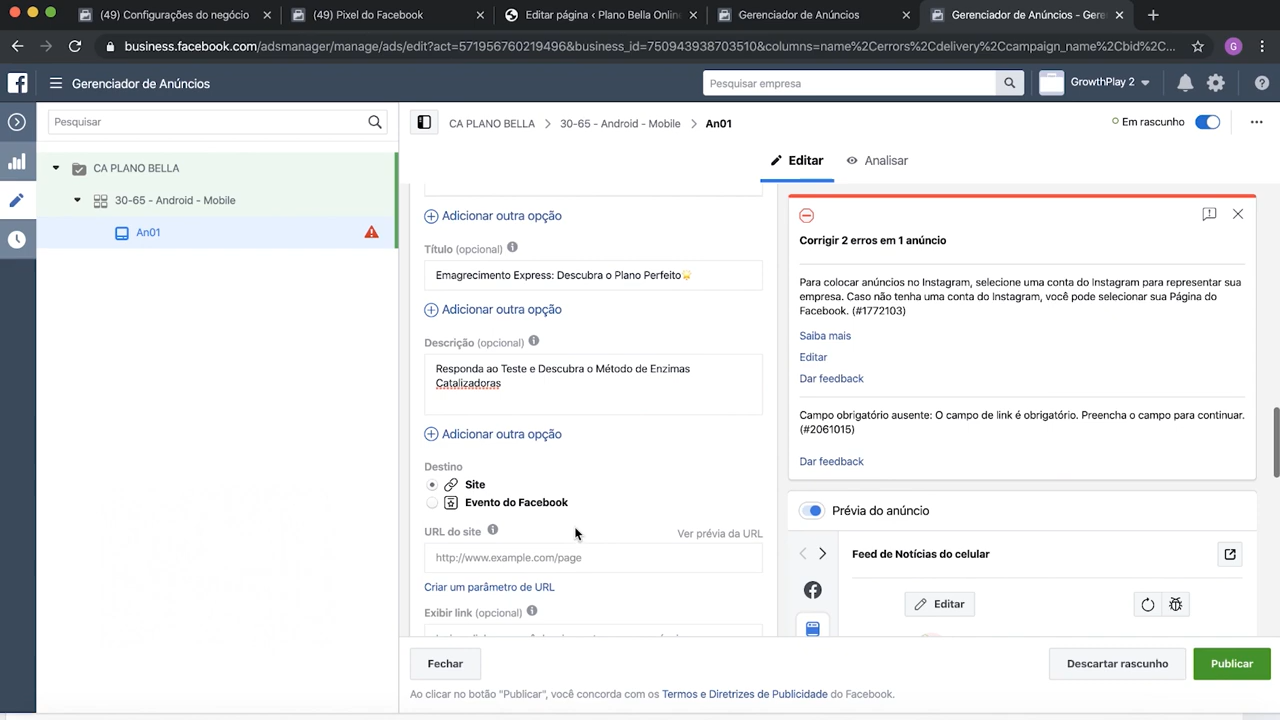 (49) Configurações do negócio
(49) Pixel do Facebook
Editar página ‹ Plano Bella Onlin
Gerenciador de Anúncios
Gerenciador de Anúncios - Gere
business.facebook.com/adsmanager/manage/ads/edit?act=571956760219496&business_id=750943938703510&columns=name%2Cerrors%2Cdelivery%2Ccampaign_name%2Cbid%2C...
G
Gerenciador de Anúncios
Pesquisar empresa
GrowthPlay 2
Pesquisar
CA PLANO BELLA
30-65 - Android - Mobile
An01
CA PLANO BELLA > 30-65 - Android - Mobile > An01
Em rascunho
Editar
Analisar
Adicionar outra opção
Título (opcional)
Emagrecimento Express: Descubra o Plano Perfeito
Adicionar outra opção
Descrição (opcional)
Responda ao Teste e Descubra o Método de Enzimas
Catalizadoras
Adicionar outra opção
Destino
Site
Evento do Facebook
URL do site
Ver prévia da URL
http://www.example.com/page
Criar um parâmetro de URL
Exibir link (opcional)
Corrigir 2 erros em 1 anúncio
Para colocar anúncios no Instagram, selecione uma conta do Instagram para representar sua
empresa. Caso não tenha uma conta do Instagram, você pode selecionar sua Página do
Facebook. (#1772103)
Saiba mais
Editar
Dar feedback
Campo obrigatório ausente: O campo de link é obrigatório. Preencha o campo para continuar.
(#2061015)
Dar feedback
Prévia do anúncio
Feed de Notícias do celular
Editar
Fechar
Descartar rascunho
Publicar
Ao clicar no botão "Publicar", você concorda com os Termos e Diretrizes de Publicidade do Facebook.